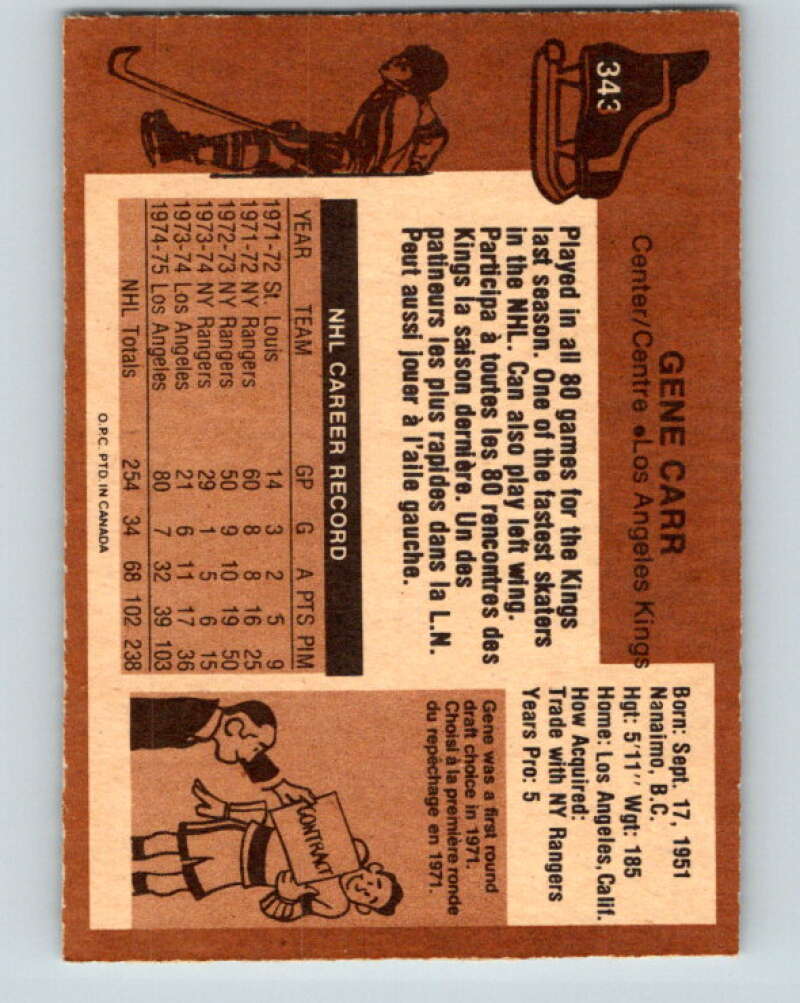 343
GENE CARR
Center/Centre •Los Angeles Kings
Born: Sept. 17, 1951
Nanaimo, B.C.
Hgt: 5'11" Wgt: 185
Home: Los Angeles, Calif.
How Acquired:
Trade with NY Rangers
Years Pro: 5
Played in all 80 games for the Kings
last season. One of the fastest skaters
in the NHL. Can also play left wing.
Participa à toutes les 80 rencontres des
Kings la saison dernière. Un des
patineurs les plus rapides dans la L.N.
Peut aussi jouer à l'aile gauche.
NHL CAREER RECORD
YEAR TEAM GP G A PTS PIM
1971-72 St. Louis 14 3 2 5 9
1971-72 NY Rangers 60 8 8 16 25
1972-73 NY Rangers 50 9 10 19 50
1973-74 NY Rangers 29 1 5 6 15
1973-74 Los Angeles 21 6 11 17 36
1974-75 Los Angeles 80 7 32 39 103
NHL Totals 254 34 68 102 238
Gene was a first round
draft choice in 1971.
Choisi à la première ronde
du repêchage en 1971.
CONTRACT
O.P.C. PTD. IN CANADA